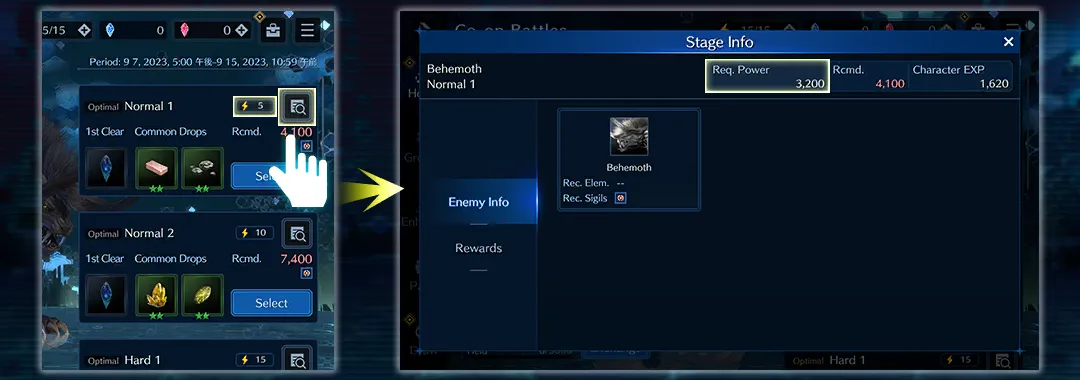 5/15 0 0
Period: 9 7, 2023, 5:00 午後-9 15, 2023, 10:59 午前
Optimal Normal 1 5
1st Clear Common Drops Rcmd. 4,100
Optimal Normal 2 10
1st Clear Common Drops Rcmd. 7,400
Select
Optimal Hard 1 15
Co-op Battles
Stage Info
Behemoth
Normal 1
Req. Power
3,200
Rcmd.
4,100
Character EXP
1,620
Enemy Info
Rewards
Behemoth
Rec. Elem. --
Rec. Sigils
Optimal Hard 1 15